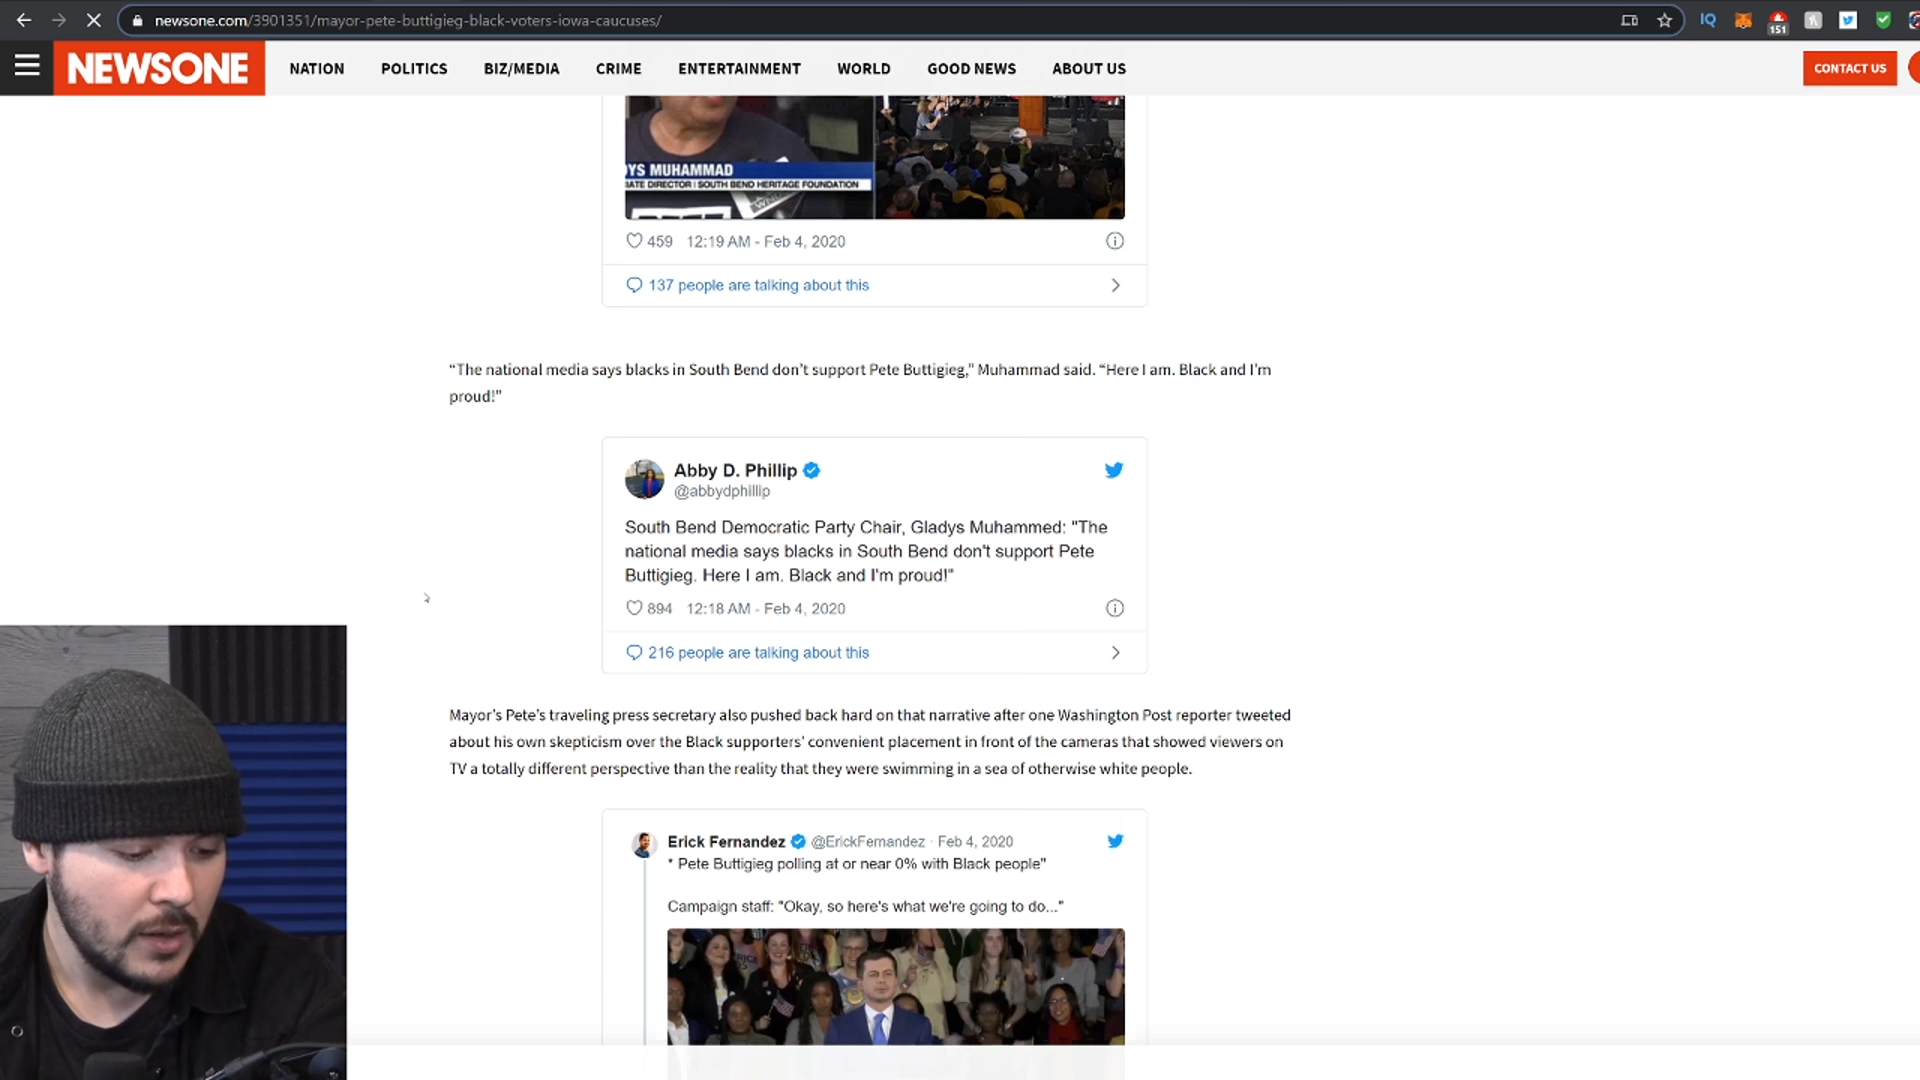 newsone.com/3901351/mayor-pete-buttigieg-black-voters-iowa-caucuses/
IQ
151
NEWSONE
NATION
POLITICS
BIZ/MEDIA
CRIME
ENTERTAINMENT
WORLD
GOOD NEWS
ABOUT US
CONTACT US
YS MUHAMMAD
IATE DIRECTOR | SOUTH BEND HERITAGE FOUNDATION
459 12:19 AM - Feb 4, 2020
137 people are talking about this
“The national media says blacks in South Bend don’t support Pete Buttigieg,” Muhammad said. “Here I am. Black and I’m
proud!”
Abby D. Phillip
@abbydphillip
South Bend Democratic Party Chair, Gladys Muhammed: "The
national media says blacks in South Bend don't support Pete
Buttigieg. Here I am. Black and I'm proud!"
894 12:18 AM - Feb 4, 2020
216 people are talking about this
Mayor’s Pete’s traveling press secretary also pushed back hard on that narrative after one Washington Post reporter tweeted
about his own skepticism over the Black supporters’ convenient placement in front of the cameras that showed viewers on
TV a totally different perspective than the reality that they were swimming in a sea of otherwise white people.
Erick Fernandez @ErickFernandez · Feb 4, 2020
* Pete Buttigieg polling at or near 0% with Black people"
Campaign staff: "Okay, so here's what we're going to do..."